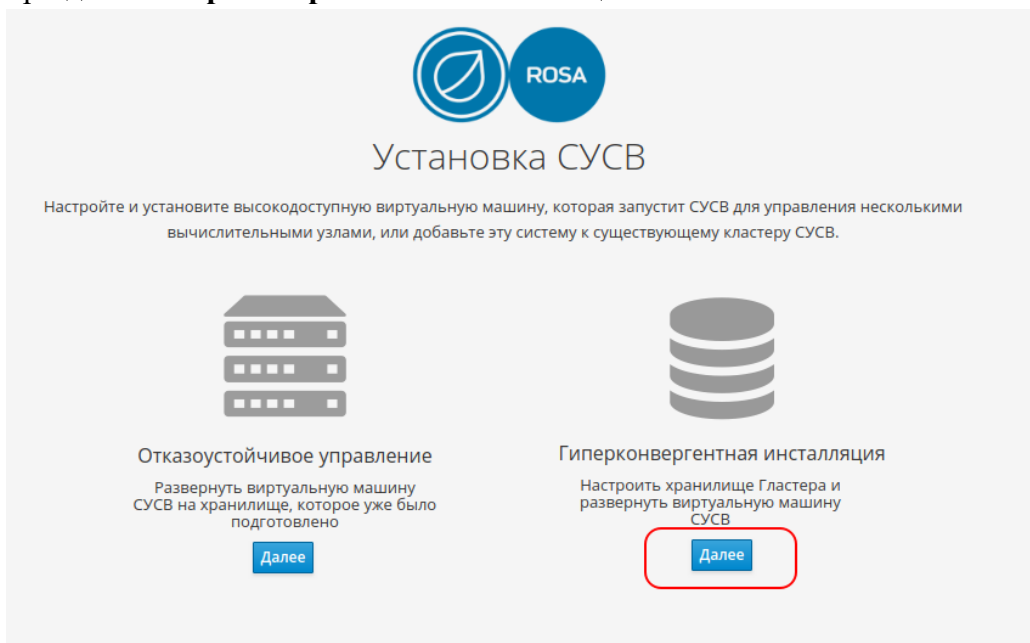 ROSA
Установка СУСВ
Настройте и установите высокодоступную виртуальную машину, которая запустит СУСВ для управления несколькими
вычислительными узлами, или добавьте эту систему к существующему кластеру СУСВ.
Отказоустойчивое управление
Развернуть виртуальную машину
СУСВ на хранилище, которое уже было
подготовлено
Далее
Гиперконвергентная инсталляция
Настроить хранилище Гластера и
развернуть виртуальную машину
СУСВ
Далее